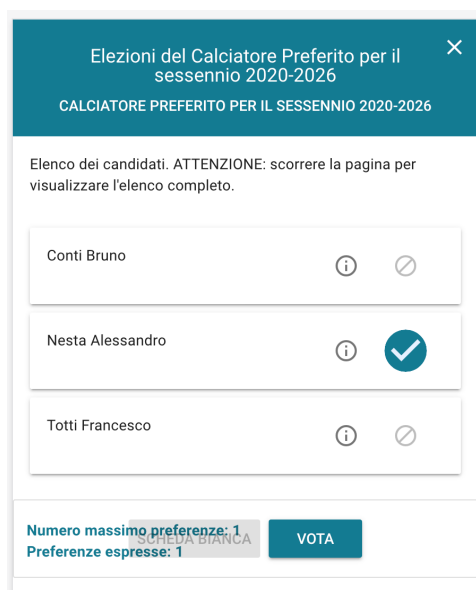 Elezioni del Calciatore Preferito per il
sessennio 2020-2026
CALCIATORE PREFERITO PER IL SESSENNIO 2020-2026
Elenco dei candidati. ATTENZIONE: scorrere la pagina per
visualizzare l'elenco completo.
Conti Bruno
Nesta Alessandro
Totti Francesco
Numero massimo preferenze: 1
Preferenze espresse: 1
SCHEDA BIANCA
VOTA